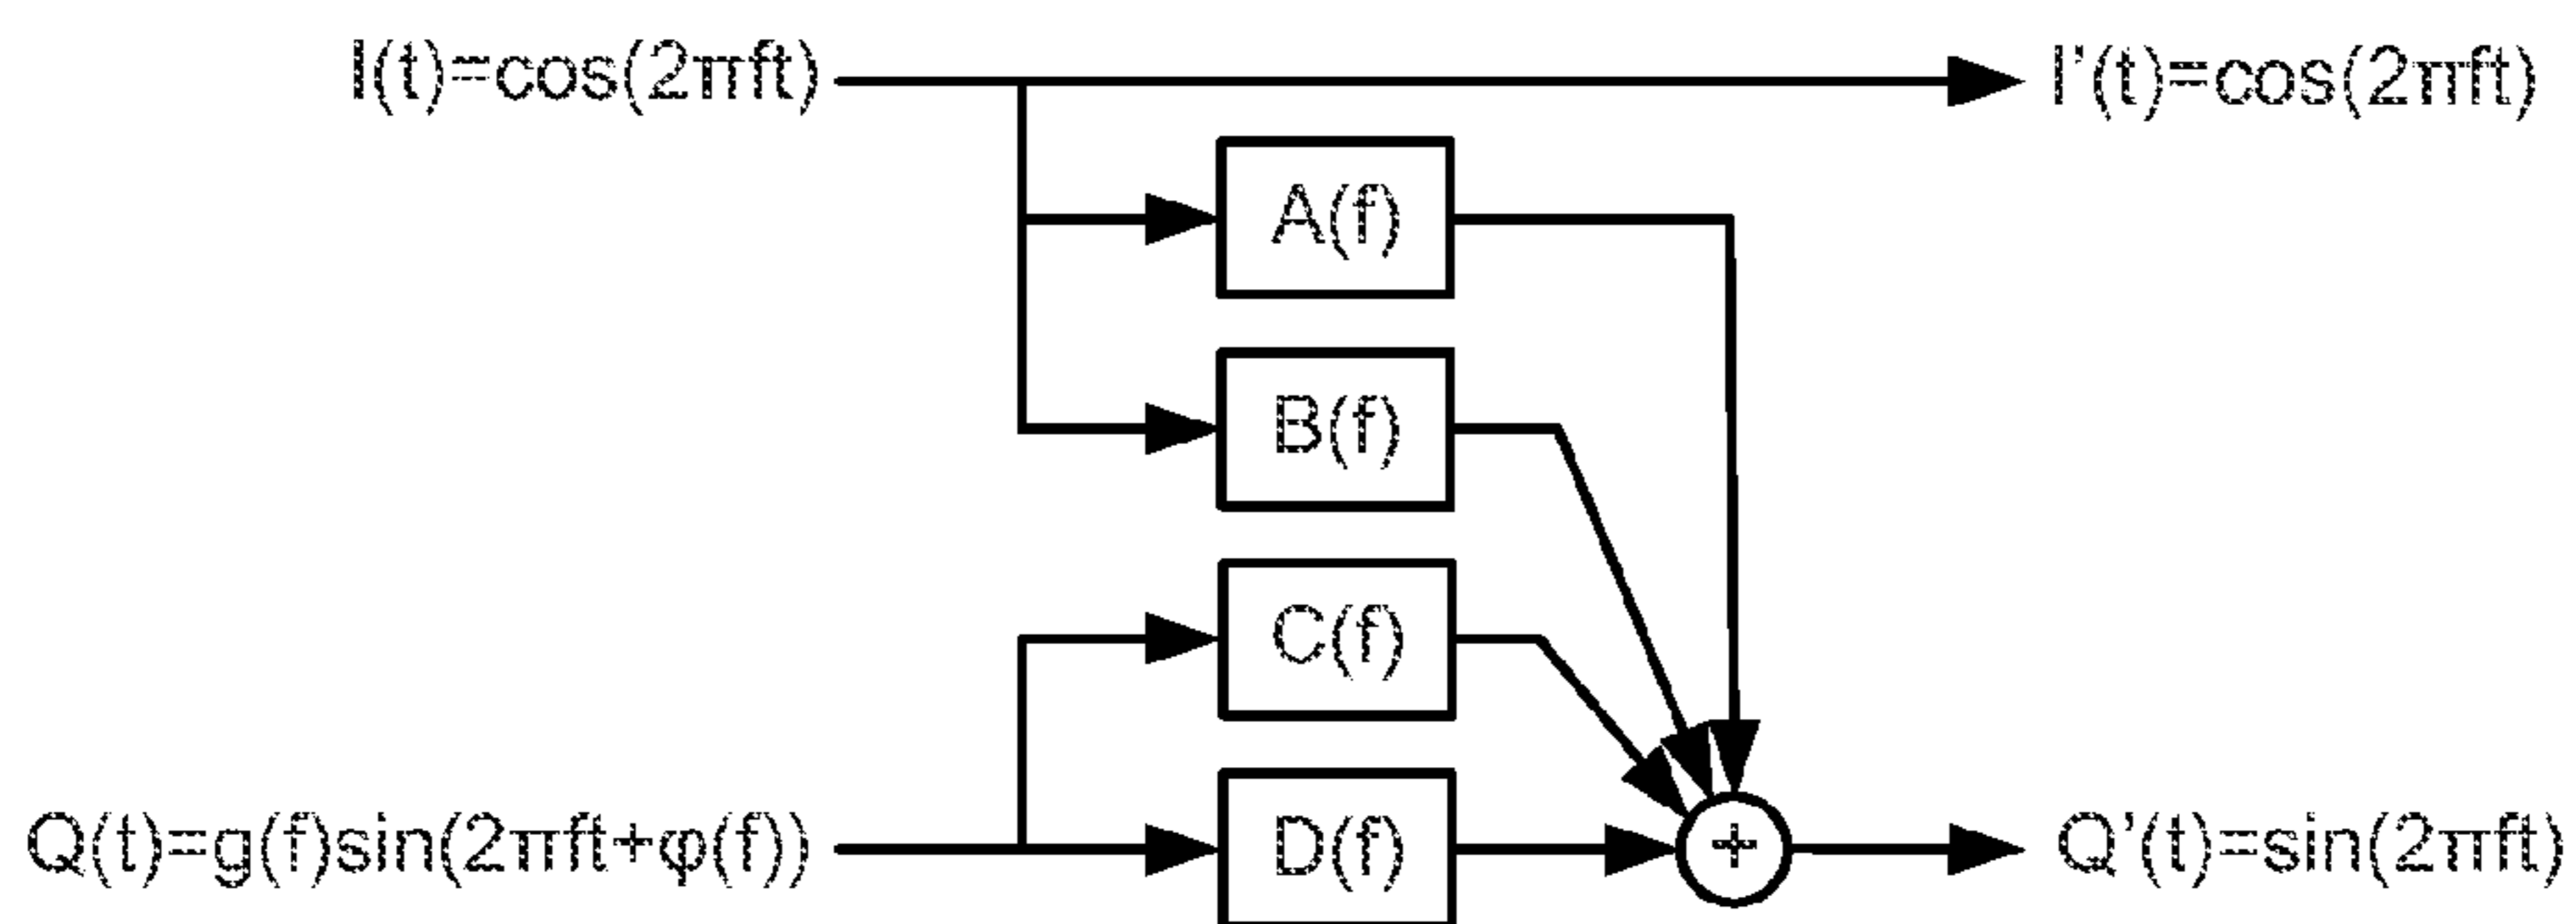 I(t)=cos(2πft)
I'(t)=cos(2πft)
A(f)
B(f)
C(f)
D(f)
Q(t)=g(f)sin(2πft+φ(f))
+
Q'(t)=sin(2πft)